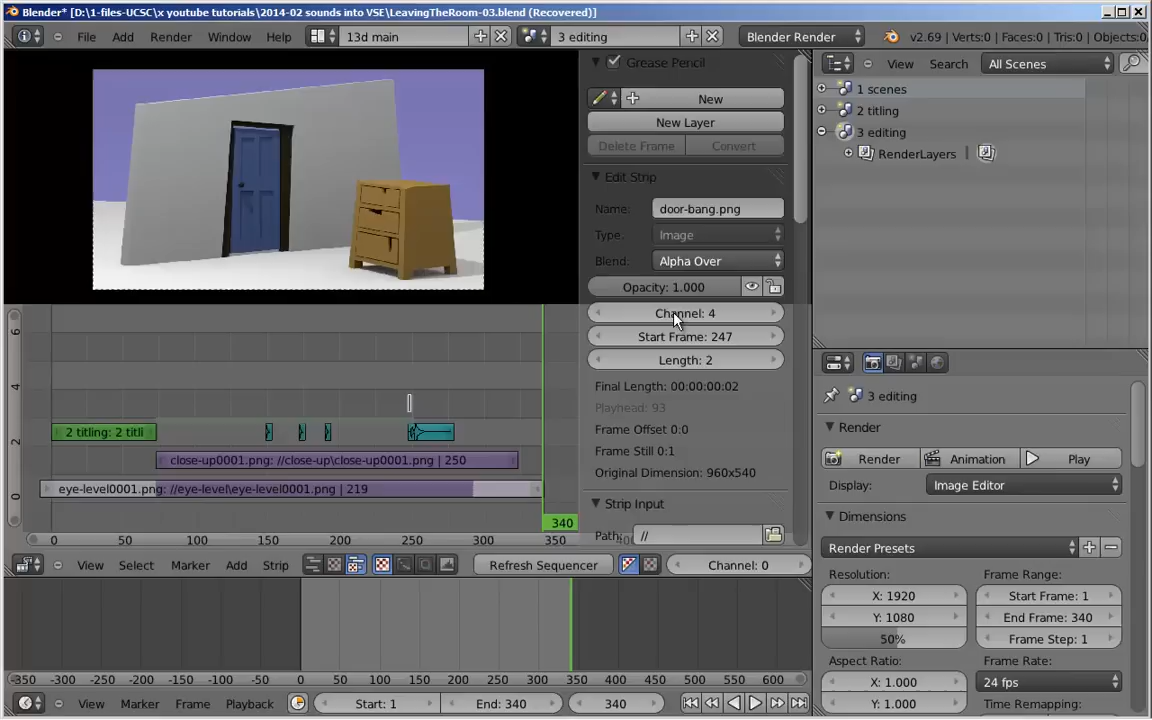 Blender* [D:\1-files-UCSC\x youtube tutorials\2014-02 sounds into VSE\LeavingTheRoom-03.blend (Recovered)]
File Add Render Window Help 13d main 3 editing Blender Render v2.69 | Verts:0 | Faces:0 | Tris:0 | Objects:0
Grease Pencil
New
New Layer
Delete Frame Convert
Edit Strip
Name: door-bang.png
Type: Image
Blend: Alpha Over
Opacity: 1.000
Channel: 4
Start Frame: 247
Length: 2
Final Length: 00:00:00:02
Playhead: 93
Frame Offset 0:0
Frame Still 0:1
Original Dimension: 960x540
Strip Input
Path: //
View Search All Scenes
1 scenes
2 titling
3 editing
RenderLayers |
6
4
2
0
2 titling: 2 titli
close-up0001.png: //close-up\close-up0001.png | 250
eye-level0001.png: //eye-level\eye-level0001.png | 219
340
0 50 100 150 200 250 300 350
View Select Marker Add Strip Refresh Sequencer Channel: 0
-350 -300 -250 -200 -150 -100 -50 0 50 100 150 200 250 300 350 400 450 500 550 600
View Marker Frame Playback Start: 1 End: 340 340
3 editing
Render
Render Animation Play
Display: Image Editor
Dimensions
Render Presets
Resolution: Frame Range:
X: 1920 Start Frame: 1
Y: 1080 End Frame: 340
50% Frame Step: 1
Aspect Ratio: Frame Rate:
X: 1.000 24 fps
Y: 1.000 Time Remapping: